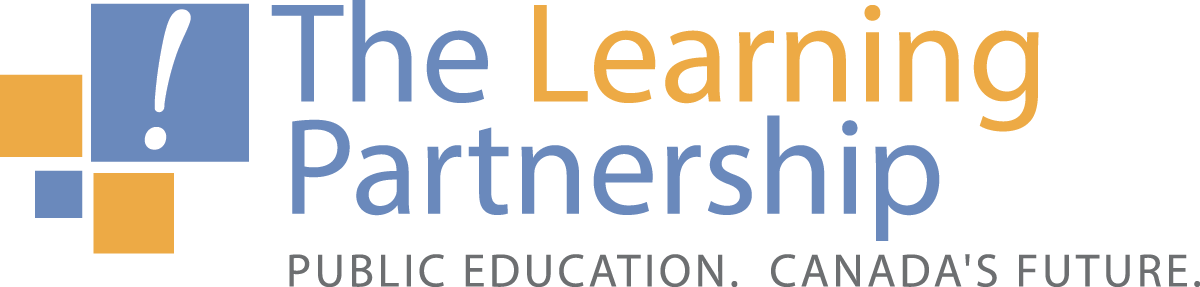 !
The Learning
Partnership
PUBLIC EDUCATION. CANADA'S FUTURE.